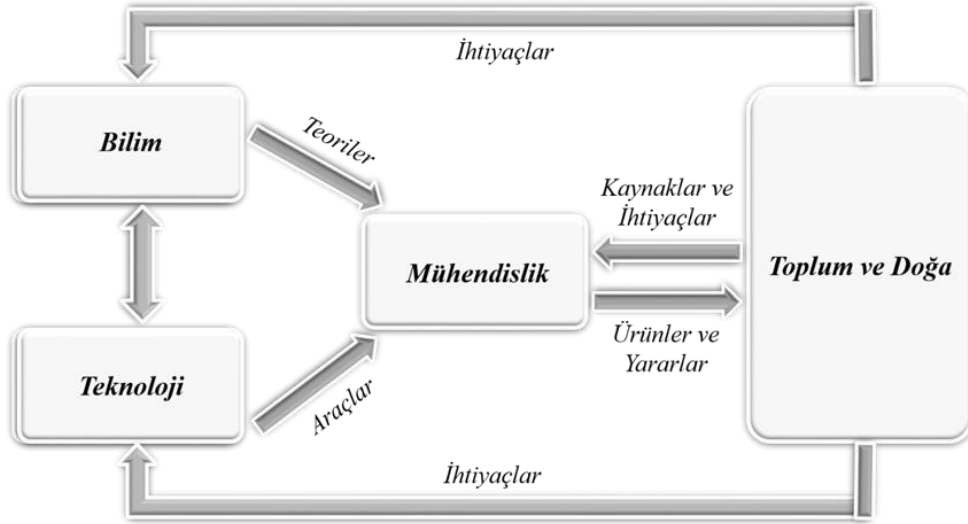 İhtiyaçlar
Bilim
Teoriler
Kaynaklar ve
İhtiyaçlar
Mühendislik
Toplum ve Doğa
Ürünler ve
Yararlar
Teknoloji
Araçlar
İhtiyaçlar